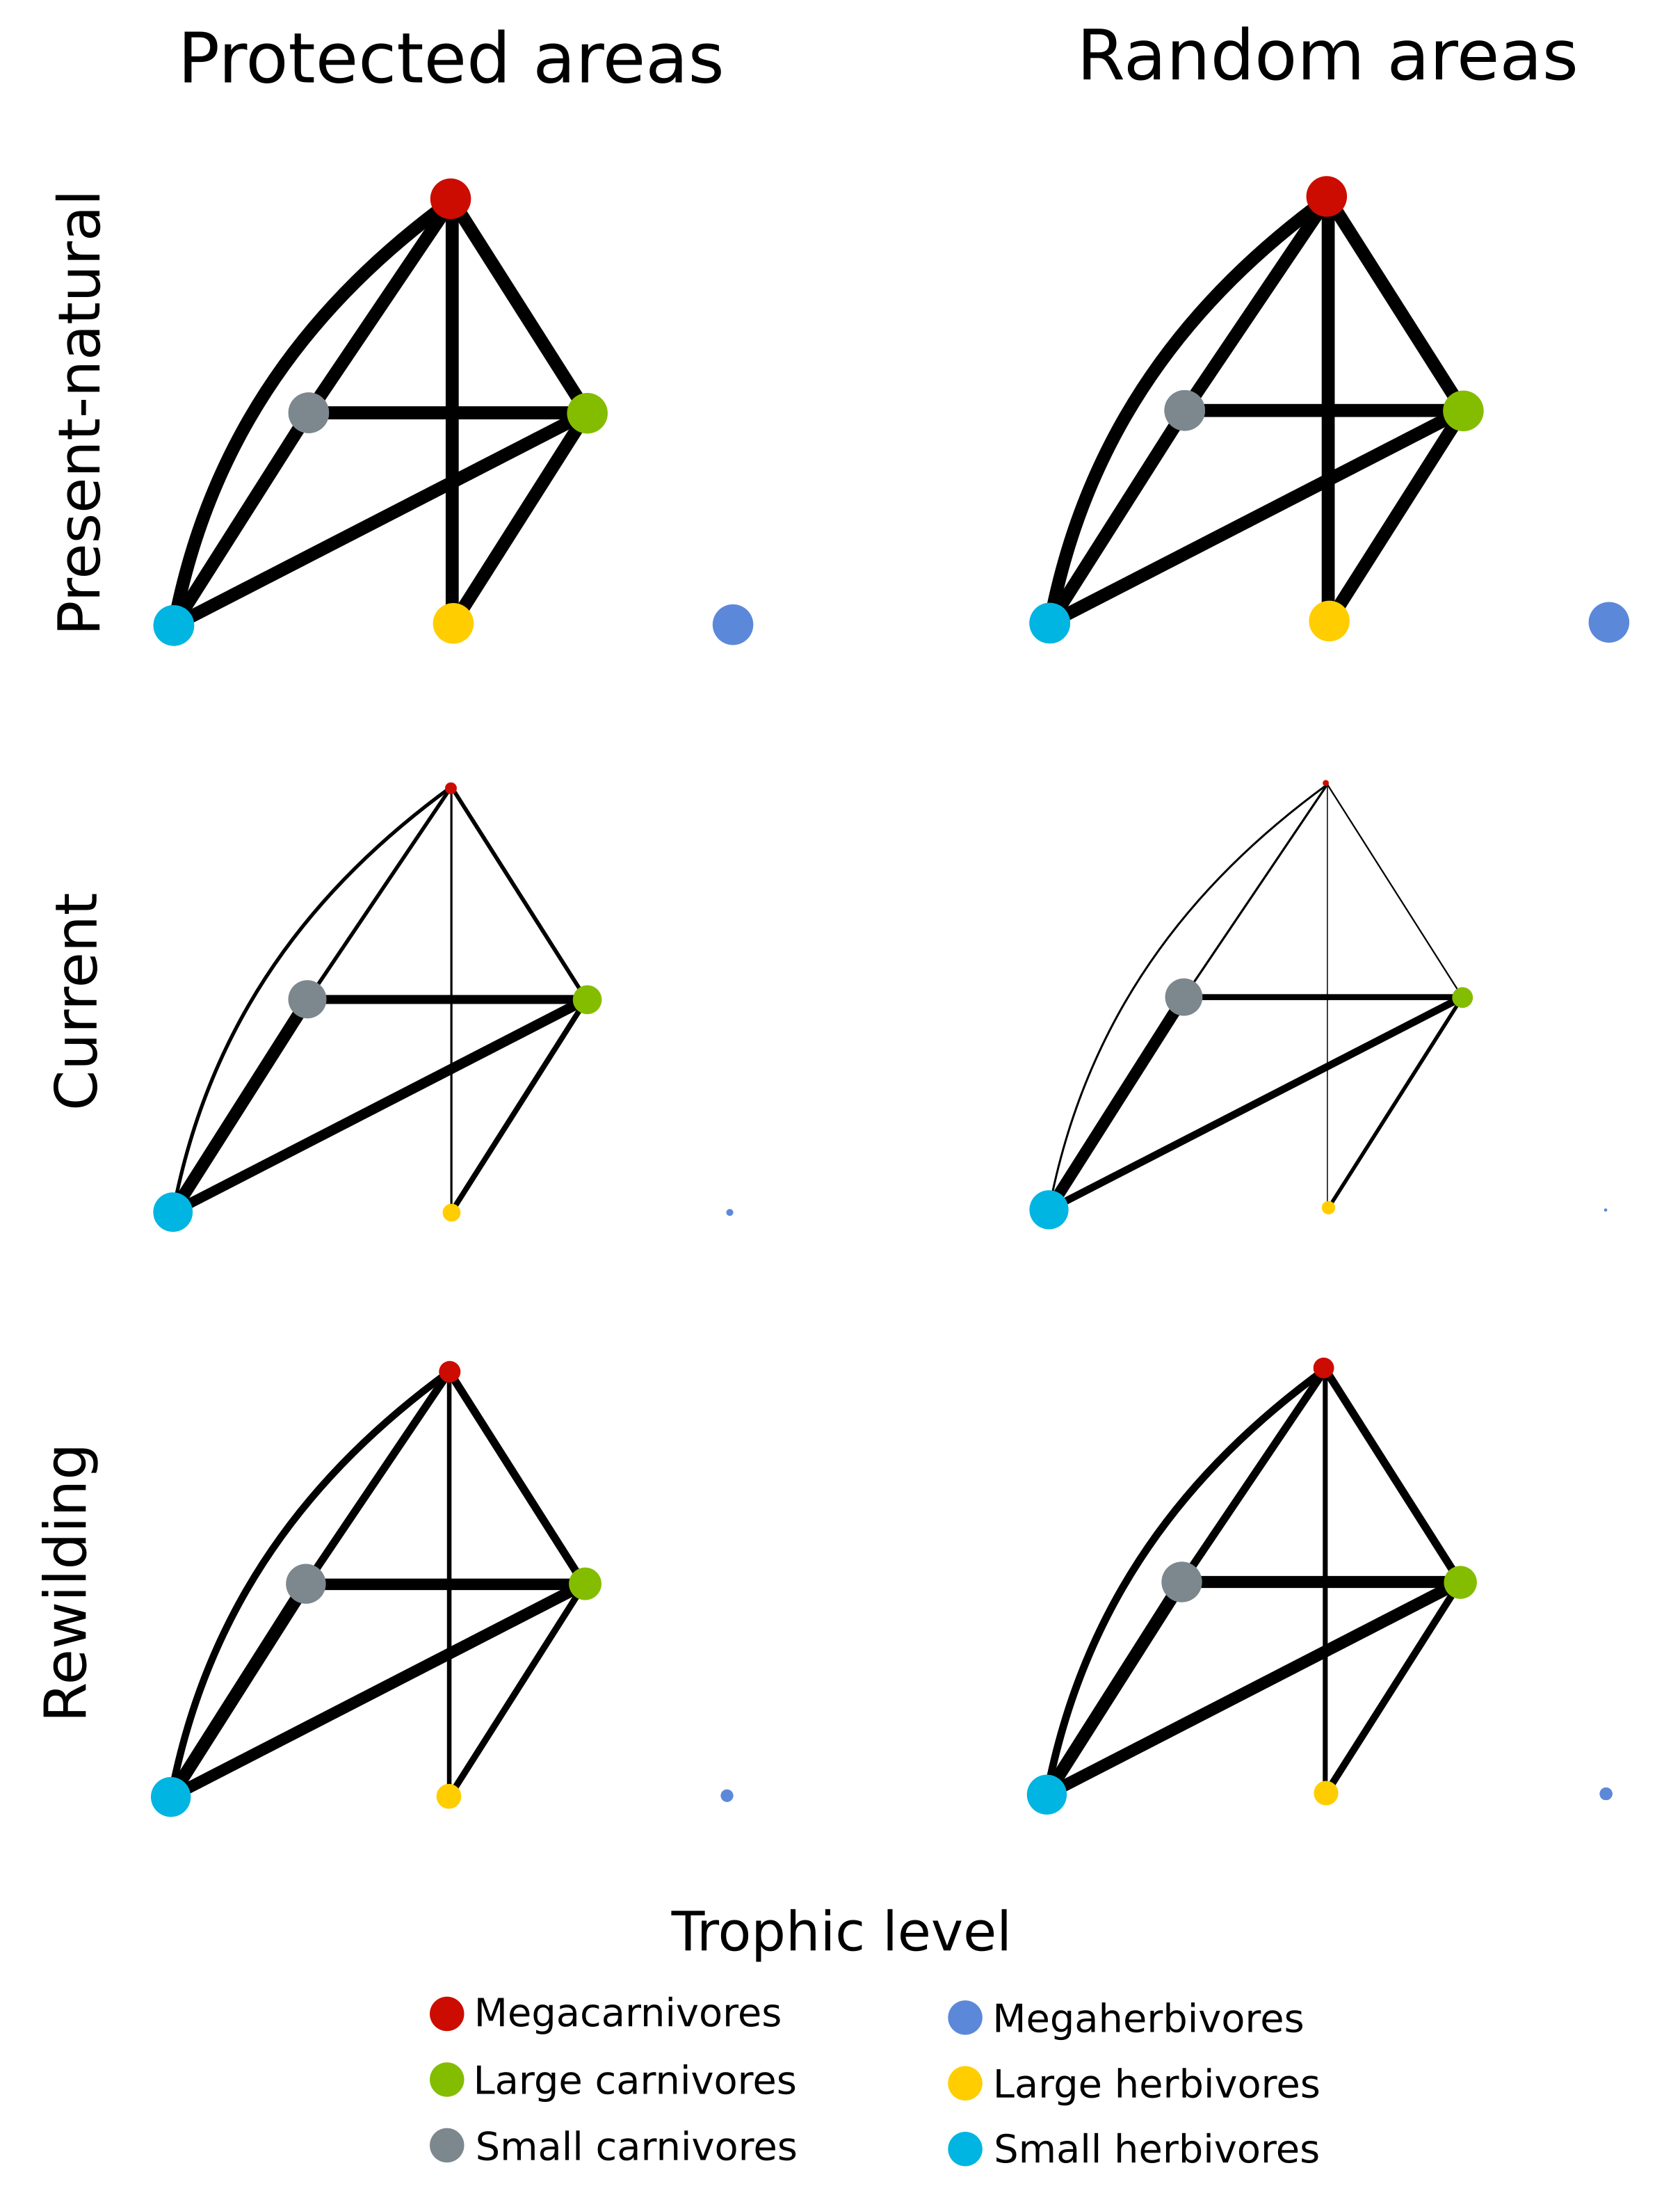 Protected areas
Random areas
Present-natural
Current
Rewilding
Trophic level
Megacarnivores
Large carnivores
Small carnivores
Megaherbivores
Large herbivores
Small herbivores